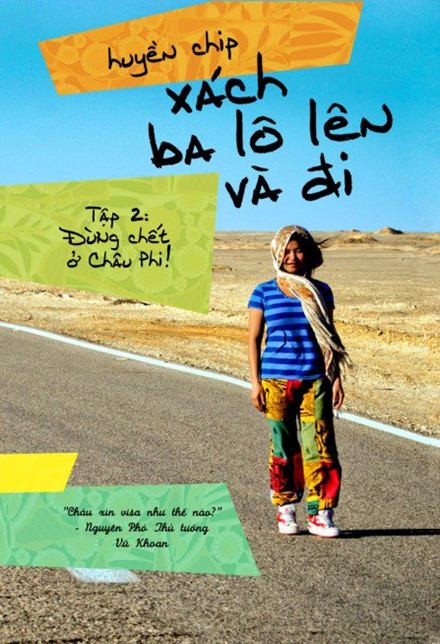 huyền chip
xách
ba lô lên
và đi
Tập 2:
Đừng chết
ở Châu Phi!
"Cháu xin visa như thế nào?"
- Nguyên Phó Thủ tướng
Vũ Khoan